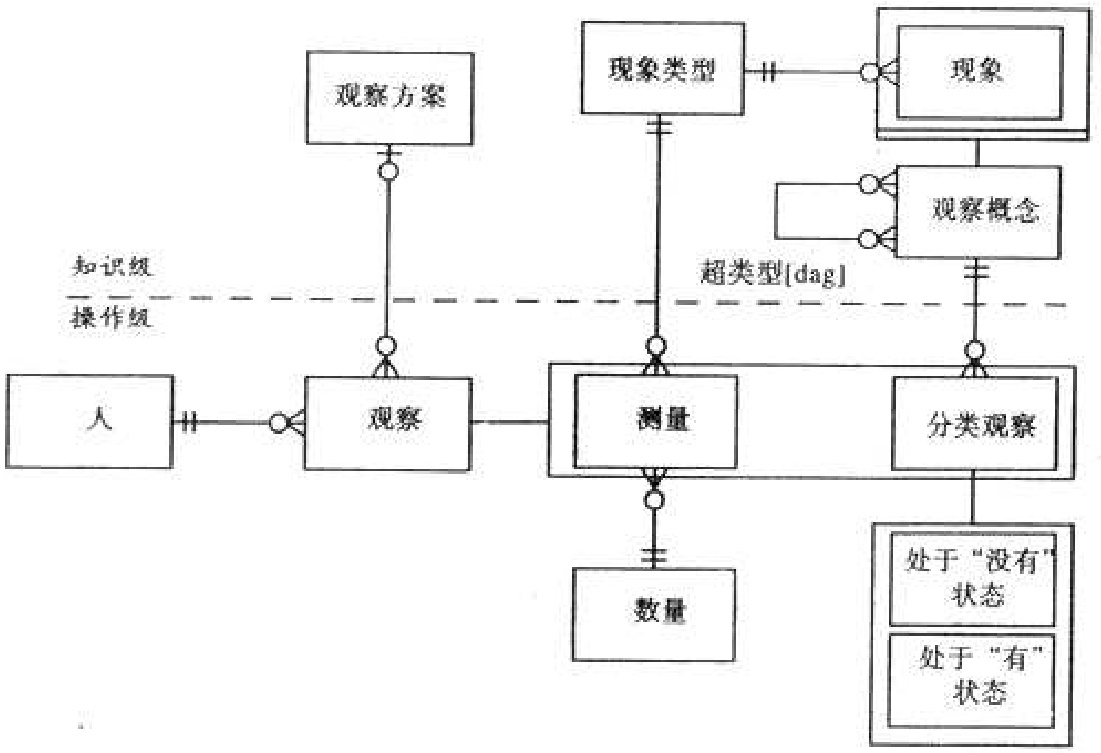 现象类型
现象
观察方案
观察概念
知识级
超类型[dag]
操作级
人
观察
测量
分类观察
处于“没有”
状态
数量
处于“有”
状态